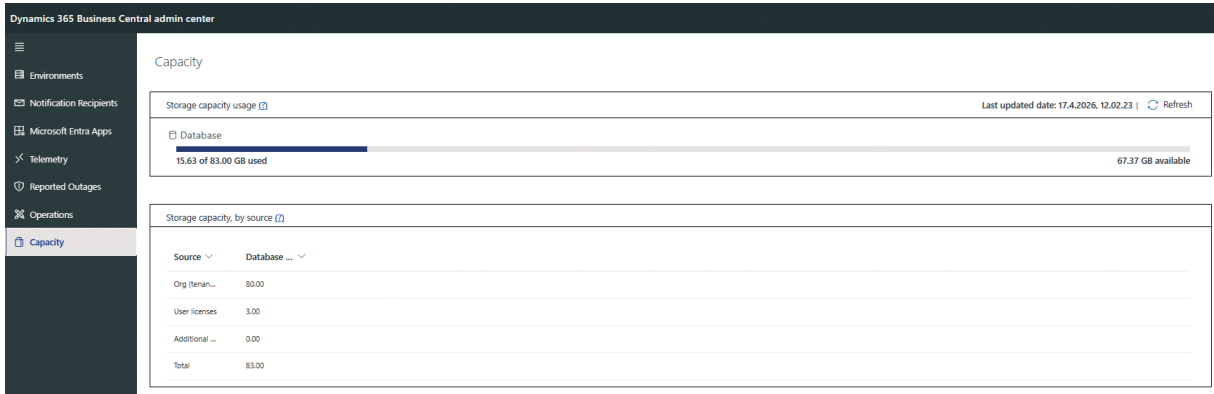 Dynamics 365 Business Central admin center
Environments
Notification Recipients
Microsoft Entra Apps
Telemetry
Reported Outages
Operations
Capacity
Capacity
Storage capacity usage (?)
Last updated date: 17.4.2026, 12.02.23 | Refresh
Database
15.63 of 83.00 GB used
67.37 GB available
Storage capacity, by source (?)
Source Database ...
Org (tenan... 80.00
User licenses 3.00
Additional ... 0.00
Total 83.00